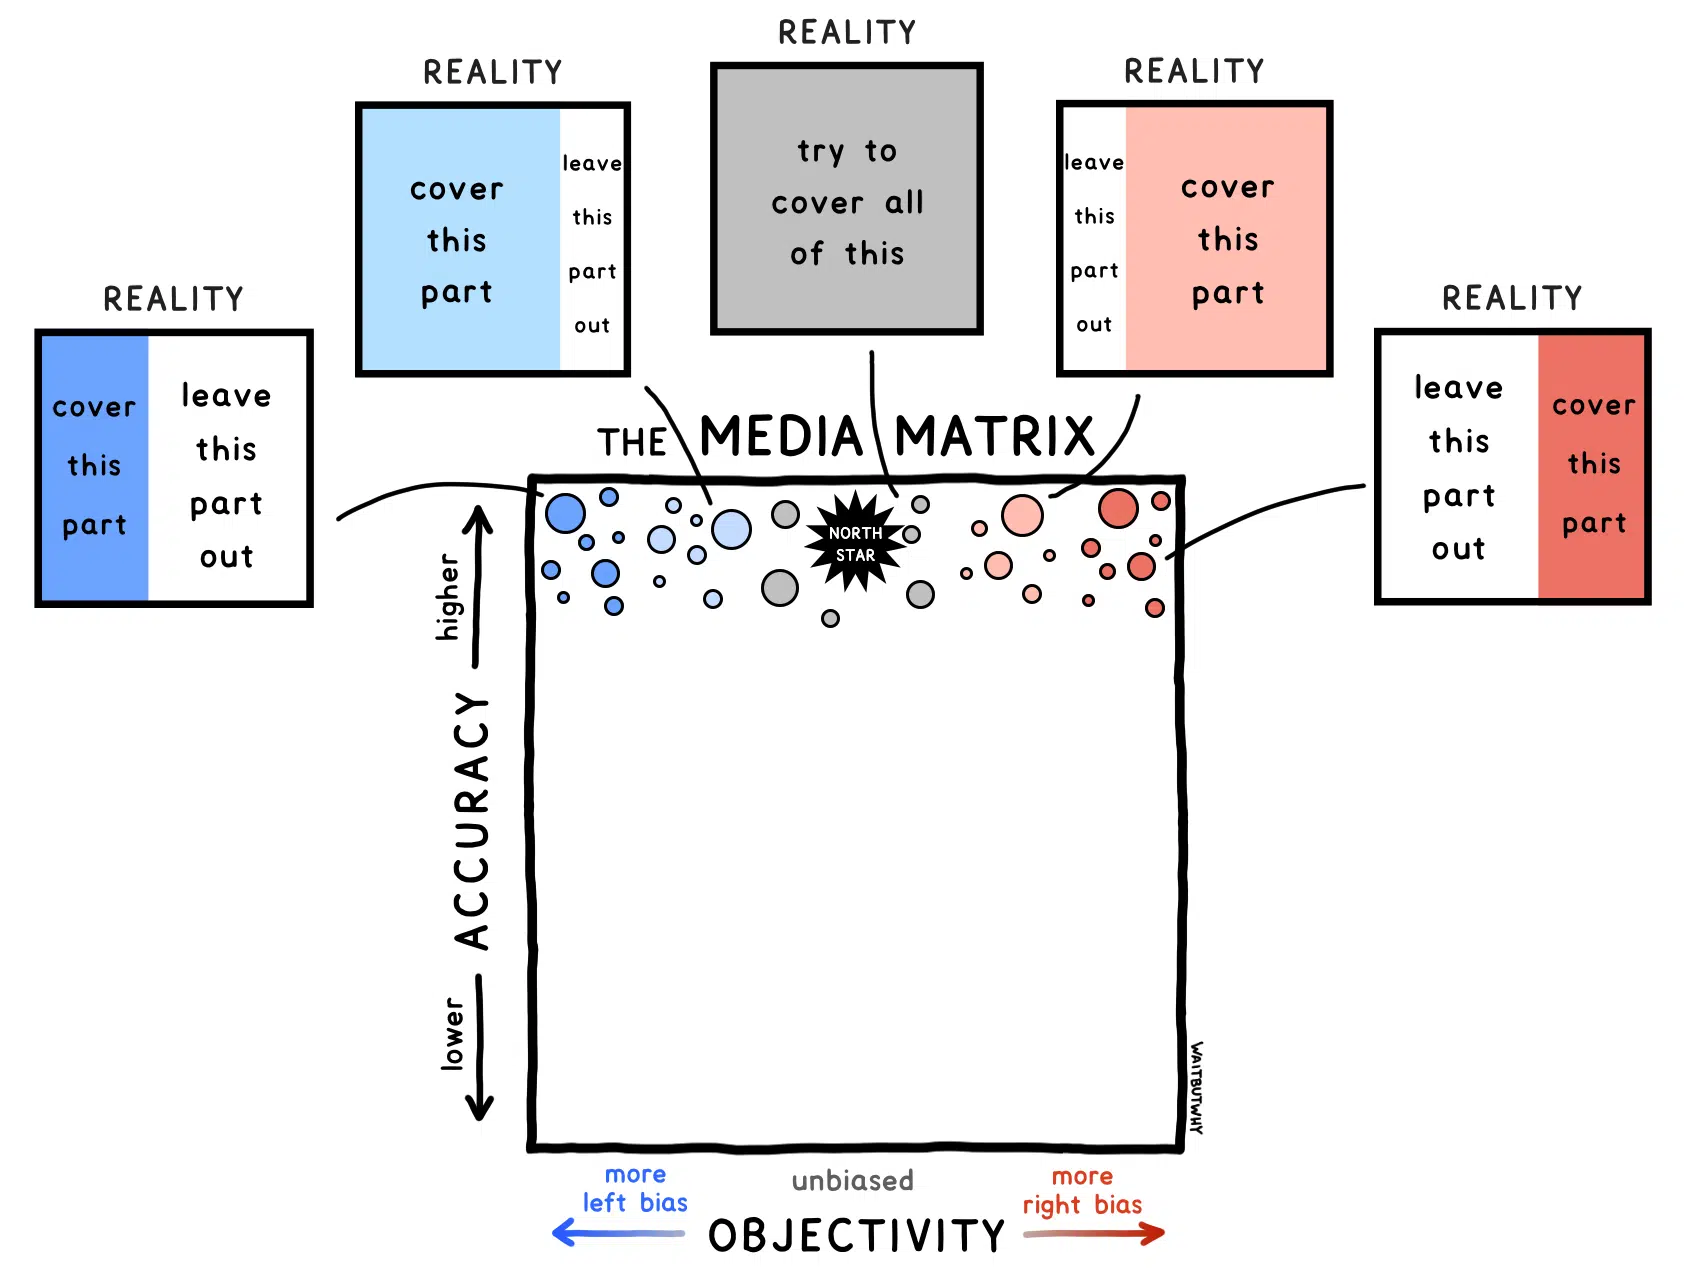 REALITY
try to
cover all
of this
REALITY
cover
this
part
leave
this
part
out
REALITY
leave
this
part
out
cover
this
part
REALITY
cover
this
part
leave
this
part
out
REALITY
leave
this
part
out
cover
this
part
THE MEDIA MATRIX
NORTH
STAR
higher
ACCURACY
lower
WAITBUTWHY
more
left bias
unbiased
more
right bias
OBJECTIVITY